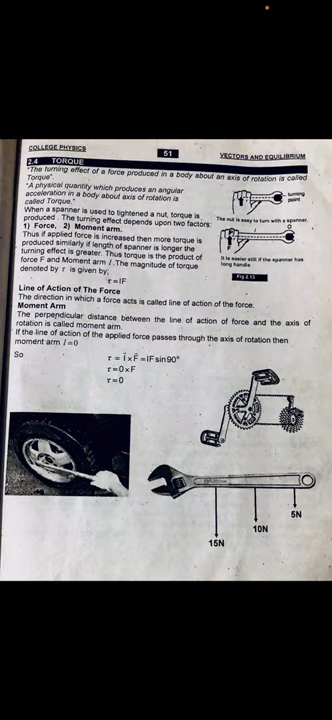 COLLEGE PHYSICS 51 VECTORS AND EQUILIBRIUM
2.4 TORQUE
"The turning effect of a force produced in a body about an axis of rotation is called
Torque".
"A physical quantity which produces an angular
acceleration in a body about axis of rotation is
called Torque."
When a spanner is used to tightened a nut, torque is
produced . The turning effect depends upon two factors:
1) Force, 2) Moment arm.
Thus if applied force is increased then more torque is
produced similarly if length of spanner is longer the
turning effect is greater. Thus torque is the product of
force F and Moment arm l .The magnitude of torque
denoted by τ is given by;
τ=lF
turning
point
The nut is easy to turn with a spanner.
It is easier still if the spanner has
long handle
Fig 2.13
Line of Action of The Force
The direction in which a force acts is called line of action of the force.
Moment Arm
The perpendicular distance between the line of action of force and the axis of
rotation is called moment arm.
If the line of action of the applied force passes through the axis of rotation then
moment arm l=0
So τ = l×F =lFsin90°
τ=0×F
τ=0
5N
10N
15N